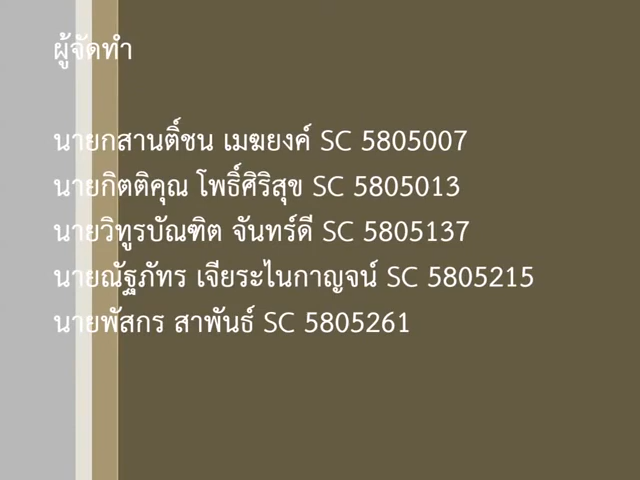 ผู้จัดทำ
นายกสานติ์ชน เมฆยงค์ SC 5805007
นายกิตติคุณ โพธิ์ศิริสุข SC 5805013
นายวิทูรบัณฑิต จันทร์ดี SC 5805137
นายณัฐภัทร เจียระไนกาญจน์ SC 5805215
นายพัสกร สาพันธ์ SC 5805261